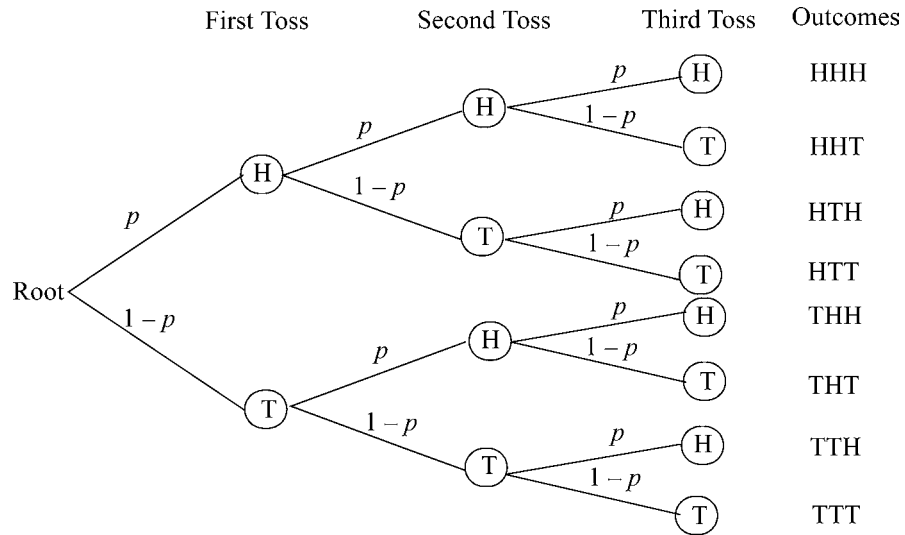 First Toss Second Toss Third Toss Outcomes
p H HHH
H
p 1 – p
T HHT
H
1 – p p H HTH
p T
1 – p
T HTT
Root
p H THH
1 – p p H
1 – p
T THT
T
1 – p p H TTH
T
1 – p
T TTT